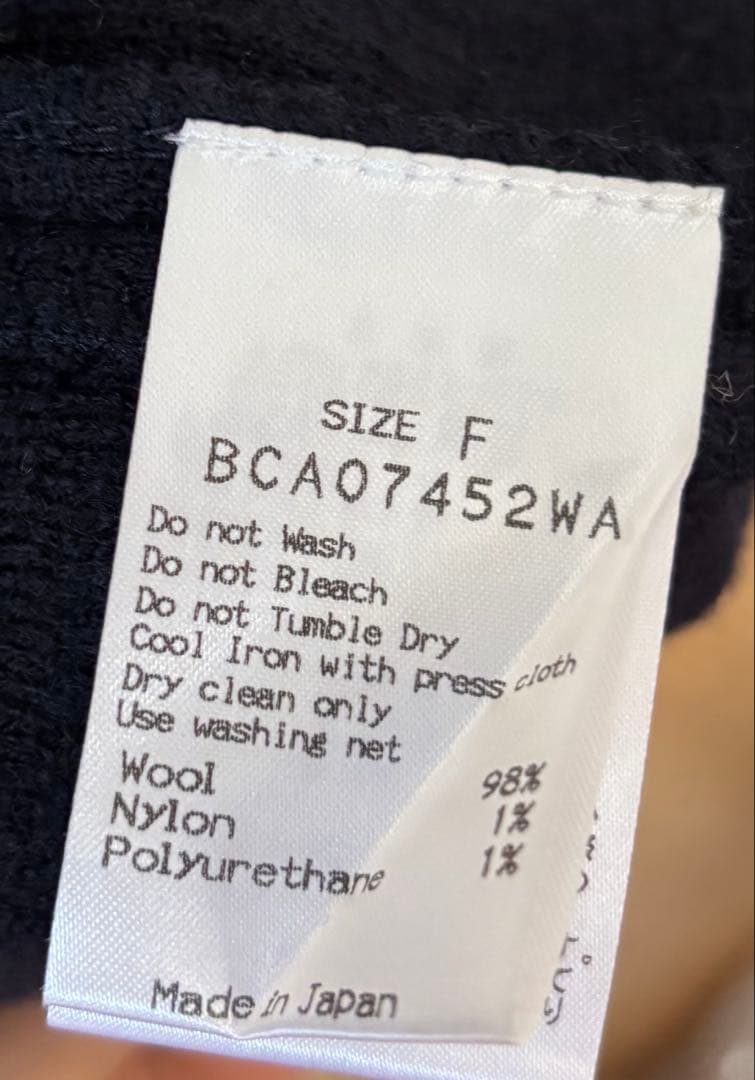 SIZE F
BCA07452WA
Do not Wash
Do not Bleach
Do not Tumble Dry
Cool Iron with press cloth
Dry clean only
Use washing net
Wool 98%
Nylon 1%
Polyurethane 1%
Made in Japan